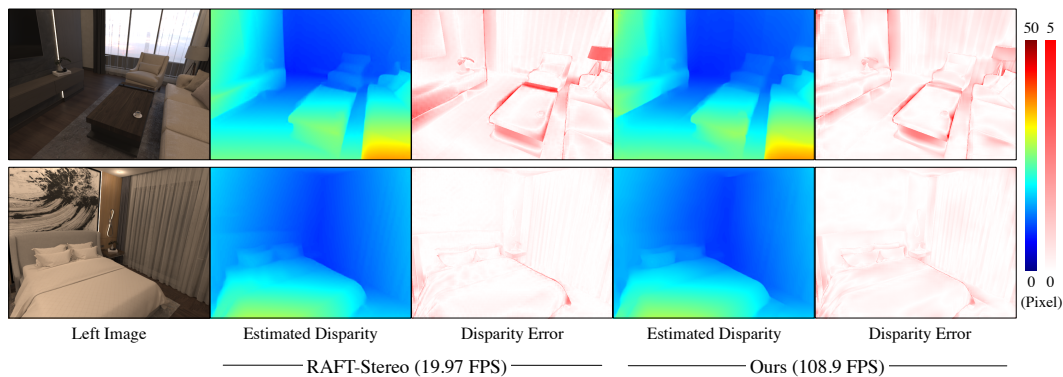 50 5
0 0
(Pixel)
Left Image
Estimated Disparity
Disparity Error
Estimated Disparity
Disparity Error
RAFT-Stereo (19.97 FPS)
Ours (108.9 FPS)